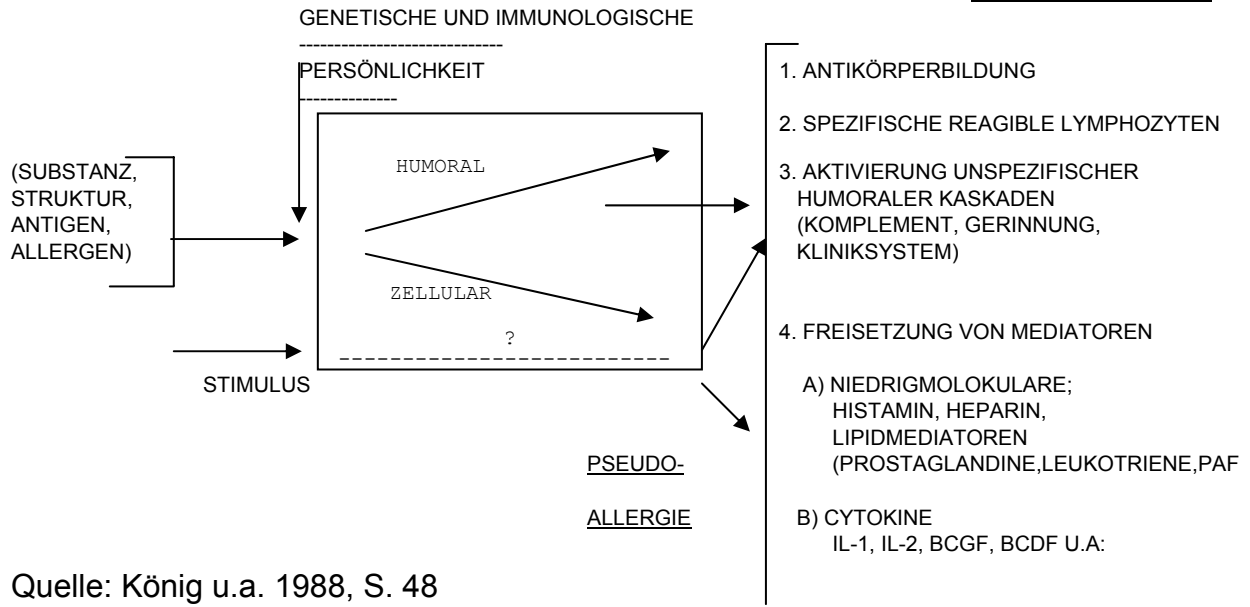 GENETISCHE UND IMMUNOLOGISCHE
PERSÖNLICHKEIT
(SUBSTANZ,
STRUKTUR,
ANTIGEN,
ALLERGEN)
STIMULUS
HUMORAL
ZELLULAR
?
PSEUDO-
ALLERGIE
1. ANTIKÖRPERBILDUNG
2. SPEZIFISCHE REAGIBLE LYMPHOZYTEN
3. AKTIVIERUNG UNSPEZIFISCHER
HUMORALER KASKADEN
(KOMPLEMENT, GERINNUNG,
KLINIKSYSTEM)
4. FREISETZUNG VON MEDIATOREN
A) NIEDRIGMOLOKULARE;
HISTAMIN, HEPARIN,
LIPIDMEDIATOREN
(PROSTAGLANDINE,LEUKOTRIENE,PAF
B) CYTOKINE
IL-1, IL-2, BCGF, BCDF U.A:
Quelle: König u.a. 1988, S. 48